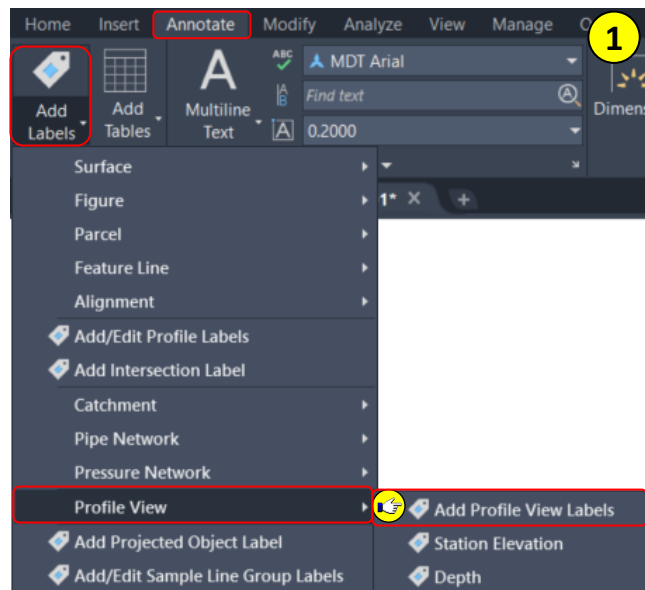 Home Insert Annotate Modify Analyze View Manage O
1
Add Labels
Add Tables
Multiline Text
ABC
MDT Arial
A B
Find text
A
A
0.2000
Dimens
Surface
1*
Figure
Parcel
Feature Line
Alignment
Add/Edit Profile Labels
Add Intersection Label
Catchment
Pipe Network
Pressure Network
Profile View
Add Profile View Labels
Add Projected Object Label
Station Elevation
Add/Edit Sample Line Group Labels
Depth